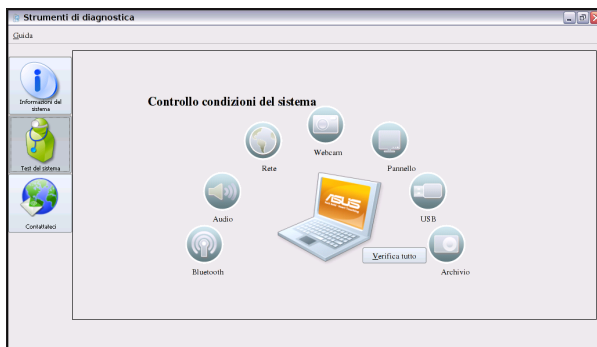 Strumenti di diagnostica
Guida
Informazioni del
sistema
Test del sistema
Contattateci
Controllo condizioni del sistema
Webcam
Rete
Pannello
Audio
USB
Bluetooth
Verifica tutto
Archivio
ASUS